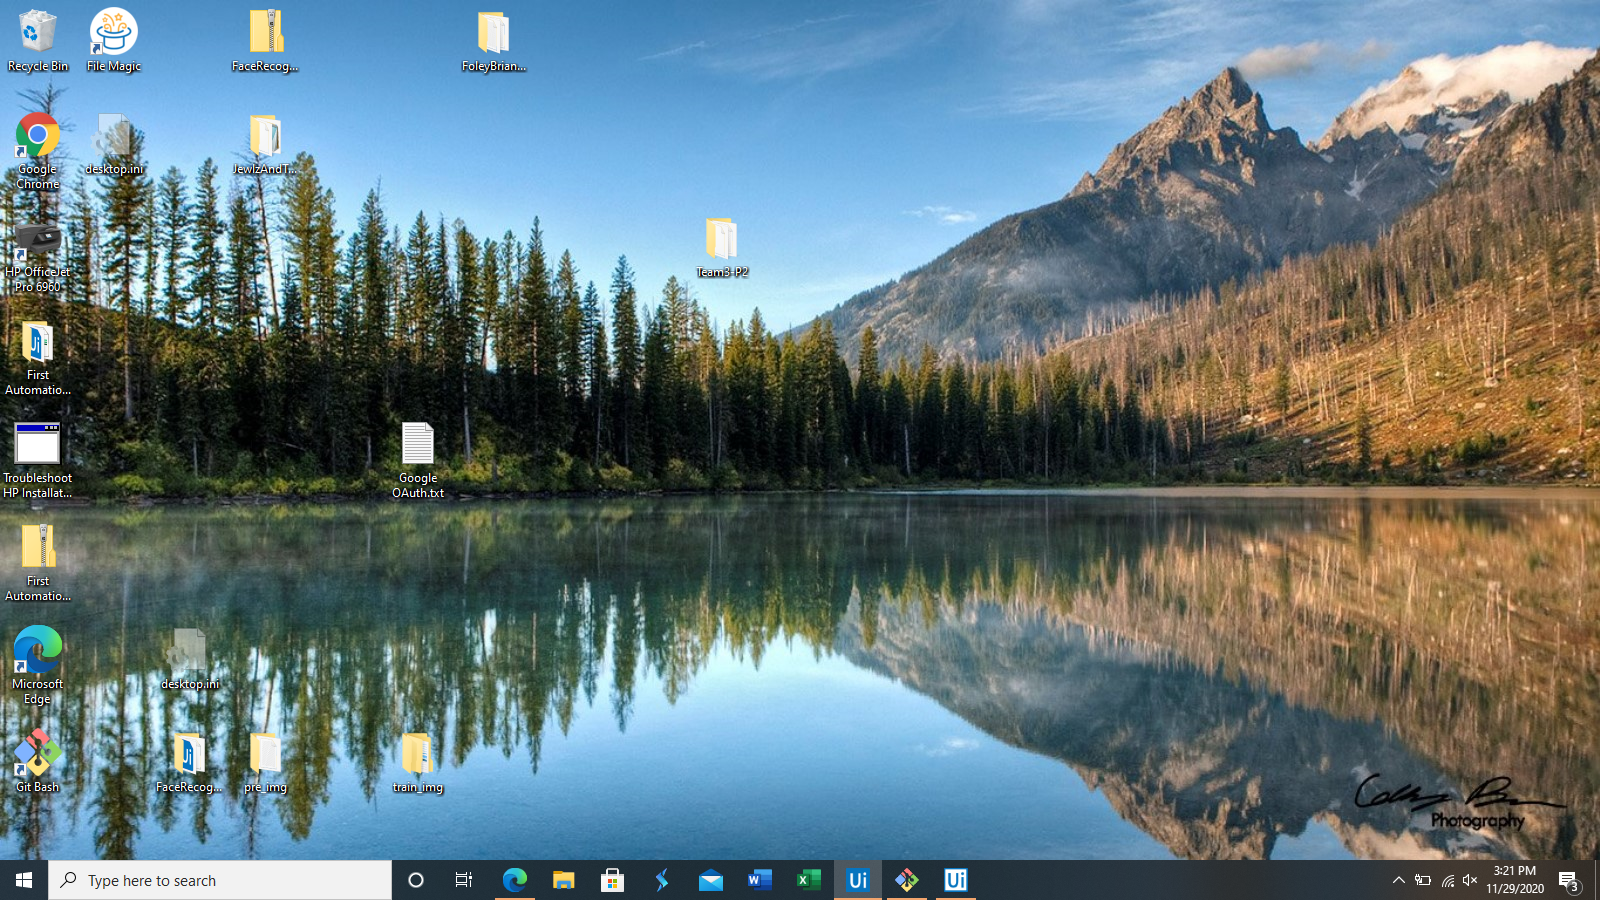 Recycle Bin
File Magic
FaceRecog...
FoleyBrian...
Google
Chrome
desktop.ini
JewlzAndT...
HP OfficeJet
Pro 6960
Team3-P2
First
Automatio...
Troubleshoot
HP Installat...
Google
OAuth.txt
First
Automatio...
Microsoft
Edge
desktop.ini
Git Bash
FaceRecog...
pre_img
train_img
Photography
Type here to search
W
X
Ui
Ui
3:21 PM
11/29/2020
3